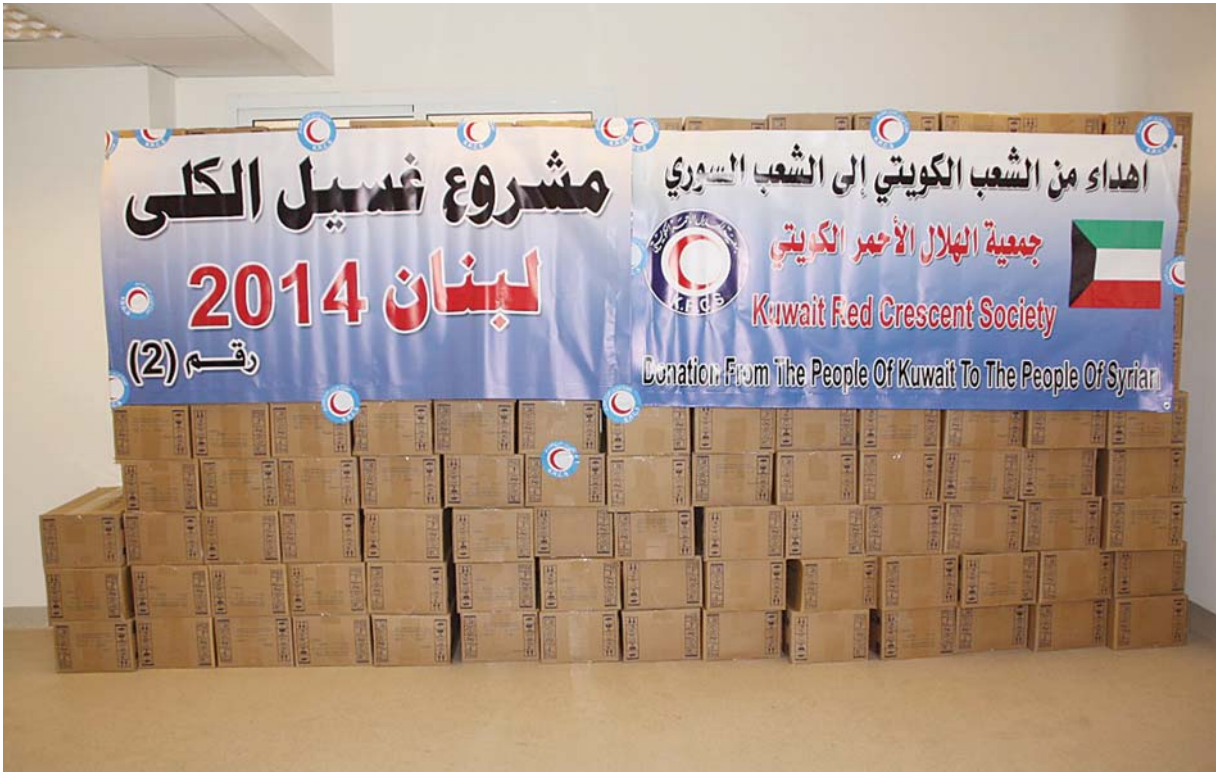 اهداء من الشعب الكويتي إلى الشعب السوري
جمعية الهلال الأحمر الكويتي
K.R.C.S
Kuwait Red Crescent Society
Donation From The People Of Kuwait To The People Of Syrian
مشروع غسيل الكلى
لبنان 2014
رقم (2)